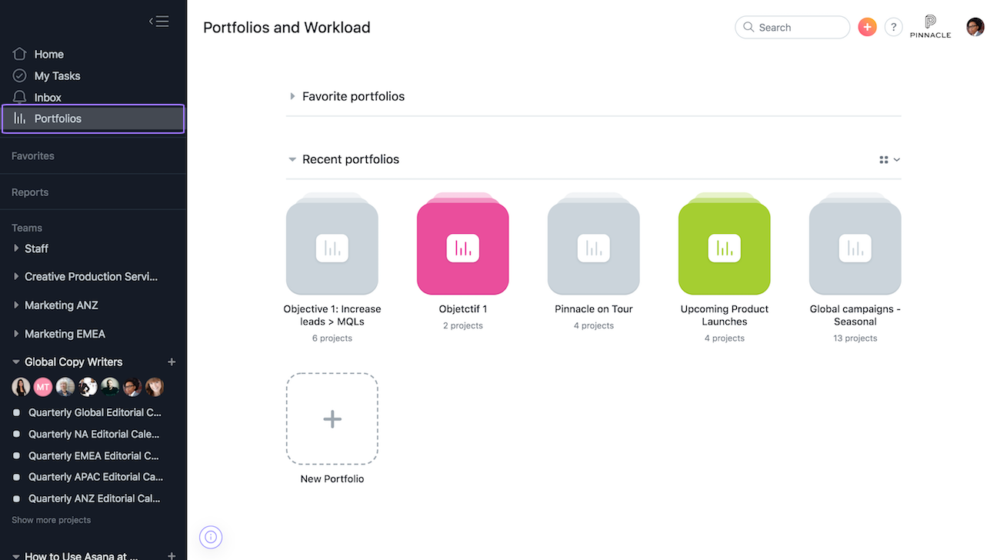 Portfolios and Workload
Search
?
PINNACLE
Home
My Tasks
Inbox
Portfolios
Favorites
Reports
Teams
Staff
Creative Production Servi...
Marketing ANZ
Marketing EMEA
Global Copy Writers
MT
Quarterly Global Editorial C...
Quarterly NA Editorial Cale...
Quarterly EMEA Editorial C...
Quarterly APAC Editorial Ca...
Quarterly ANZ Editorial Cal...
Show more projects
How to Use Asana at ...
Favorite portfolios
Recent portfolios
Objective 1: Increase
leads > MQLs
6 projects
Objetctif 1
2 projects
Pinnacle on Tour
4 projects
Upcoming Product
Launches
4 projects
Global campaigns -
Seasonal
13 projects
New Portfolio